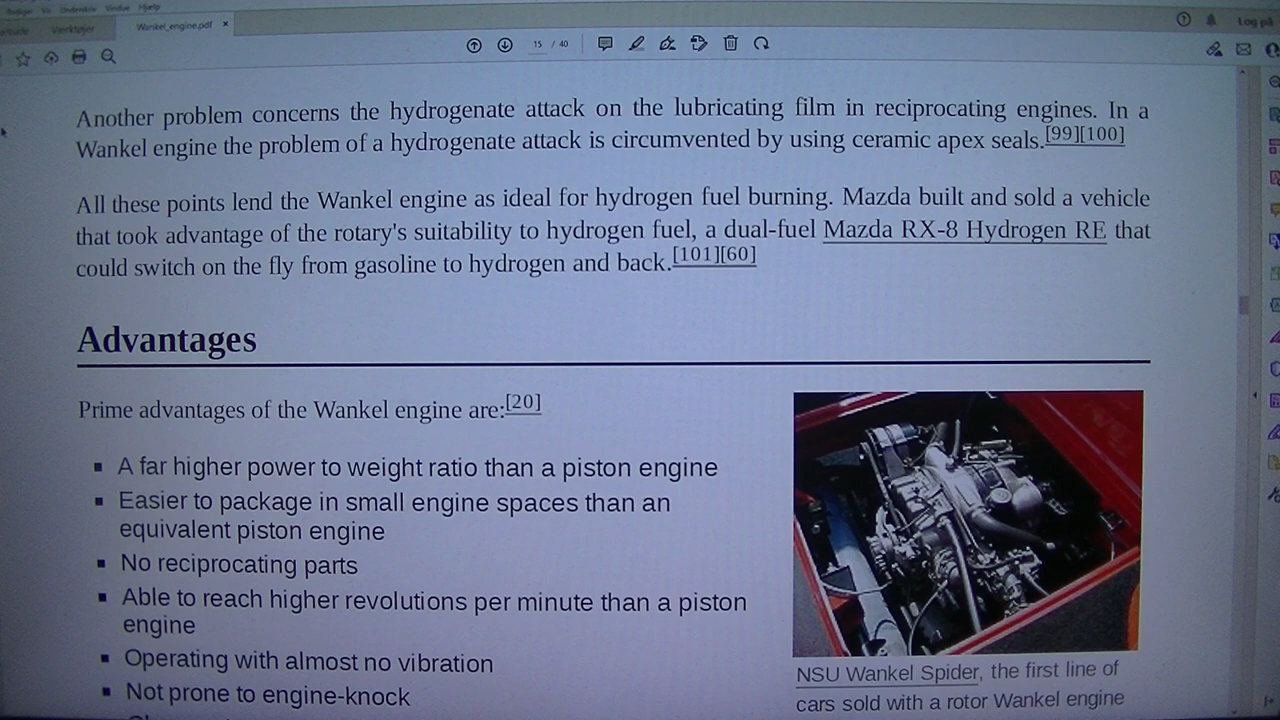 Vindue Hjælp
Værktøjer
Wankel_engine.pdf ×
Log på
15 / 40
Another problem concerns the hydrogenate attack on the lubricating film in reciprocating engines. In a
Wankel engine the problem of a hydrogenate attack is circumvented by using ceramic apex seals.[99][100]
All these points lend the Wankel engine as ideal for hydrogen fuel burning. Mazda built and sold a vehicle
that took advantage of the rotary's suitability to hydrogen fuel, a dual-fuel Mazda RX-8 Hydrogen RE that
could switch on the fly from gasoline to hydrogen and back.[101][60]
Advantages
Prime advantages of the Wankel engine are:[20]
▪ A far higher power to weight ratio than a piston engine
▪ Easier to package in small engine spaces than an
equivalent piston engine
▪ No reciprocating parts
▪ Able to reach higher revolutions per minute than a piston
engine
▪ Operating with almost no vibration
▪ Not prone to engine-knock
NSU Wankel Spider, the first line of
cars sold with a rotor Wankel engine